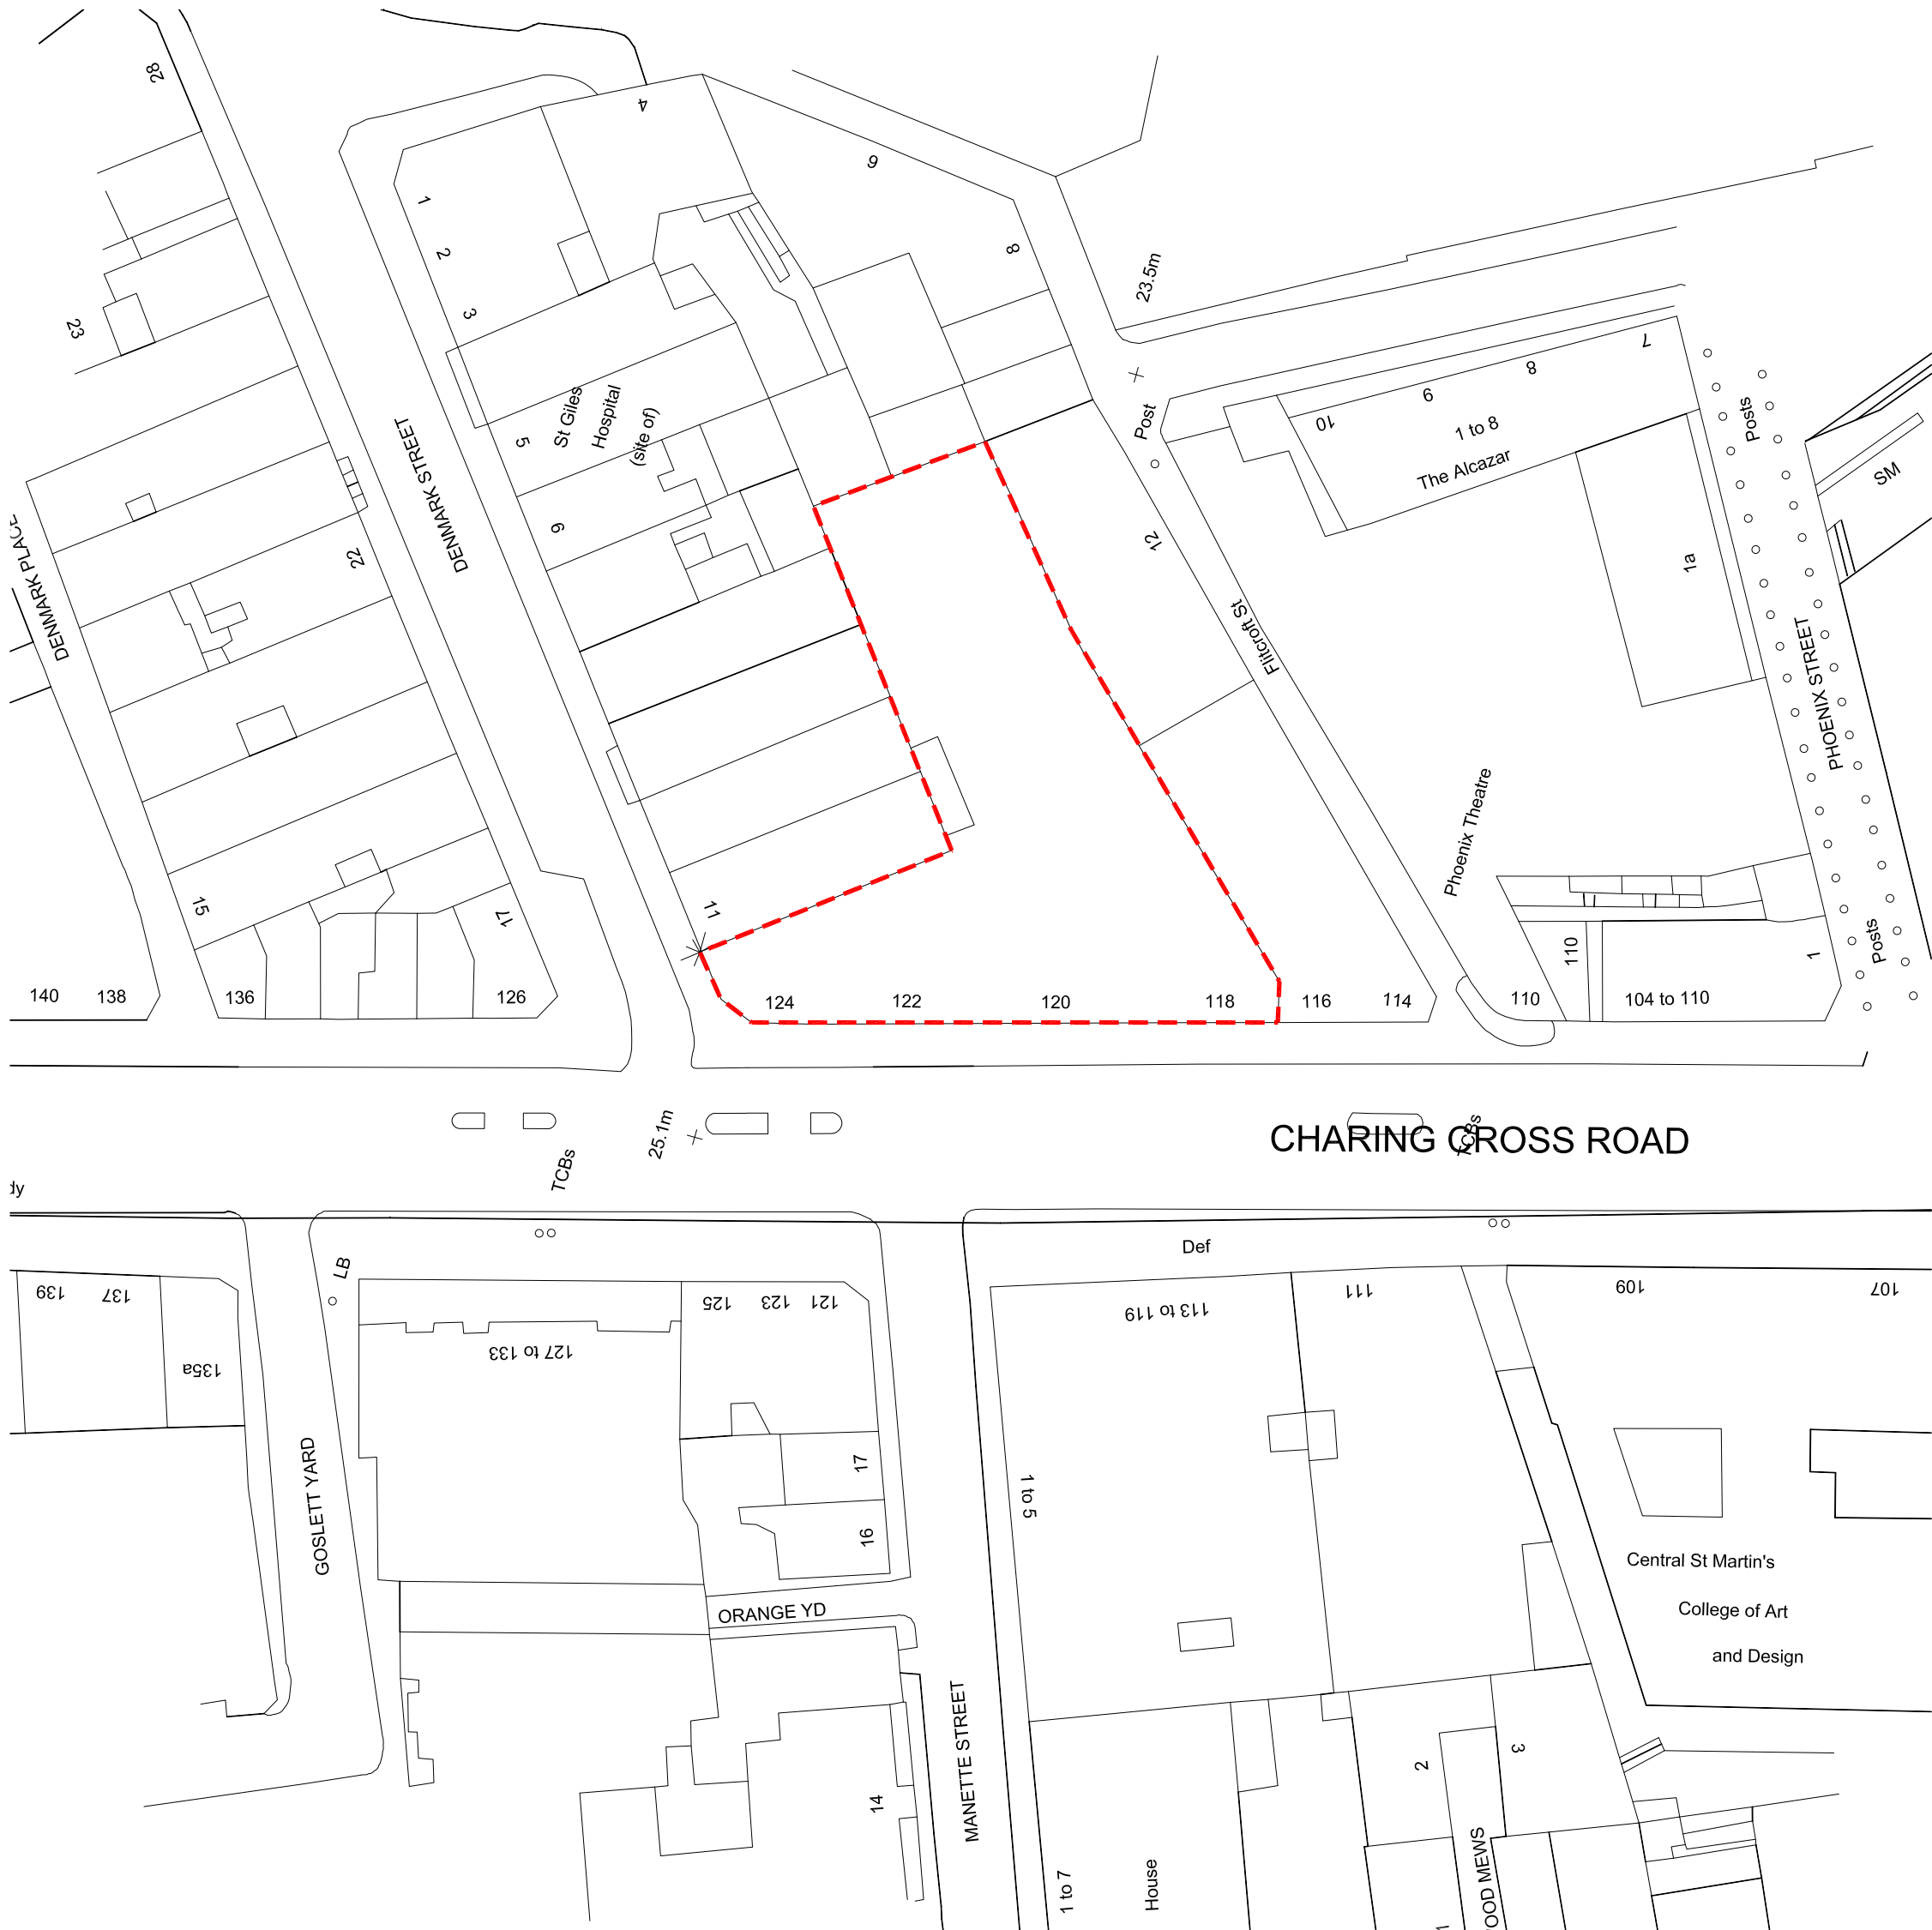 28
4
9
1
2
3
8
23.5m
23
5
St Giles
Hospital
(site of)
6
DENMARK STREET
Post
10
9
8
7
1 to 8
The Alcazar
Posts
SM
22
12
1a
DENMARK PLACE
Flitcroft St
PHOENIX STREET
Phoenix Theatre
15
17
11
110
1
Posts
140
138
136
126
124
122
120
118
116
114
110
104 to 110
CHARING CROSS ROAD
25.1m
TCBs
TCBs
dy
LB
Def
139
137
135a
127 to 133
125
123
121
113 to 119
111
109
107
GOSLETT YARD
17
16
1 to 5
ORANGE YD
Central St Martin's
College of Art
and Design
MANETTE STREET
14
2
3
1 to 7
House
OOD MEWS
1